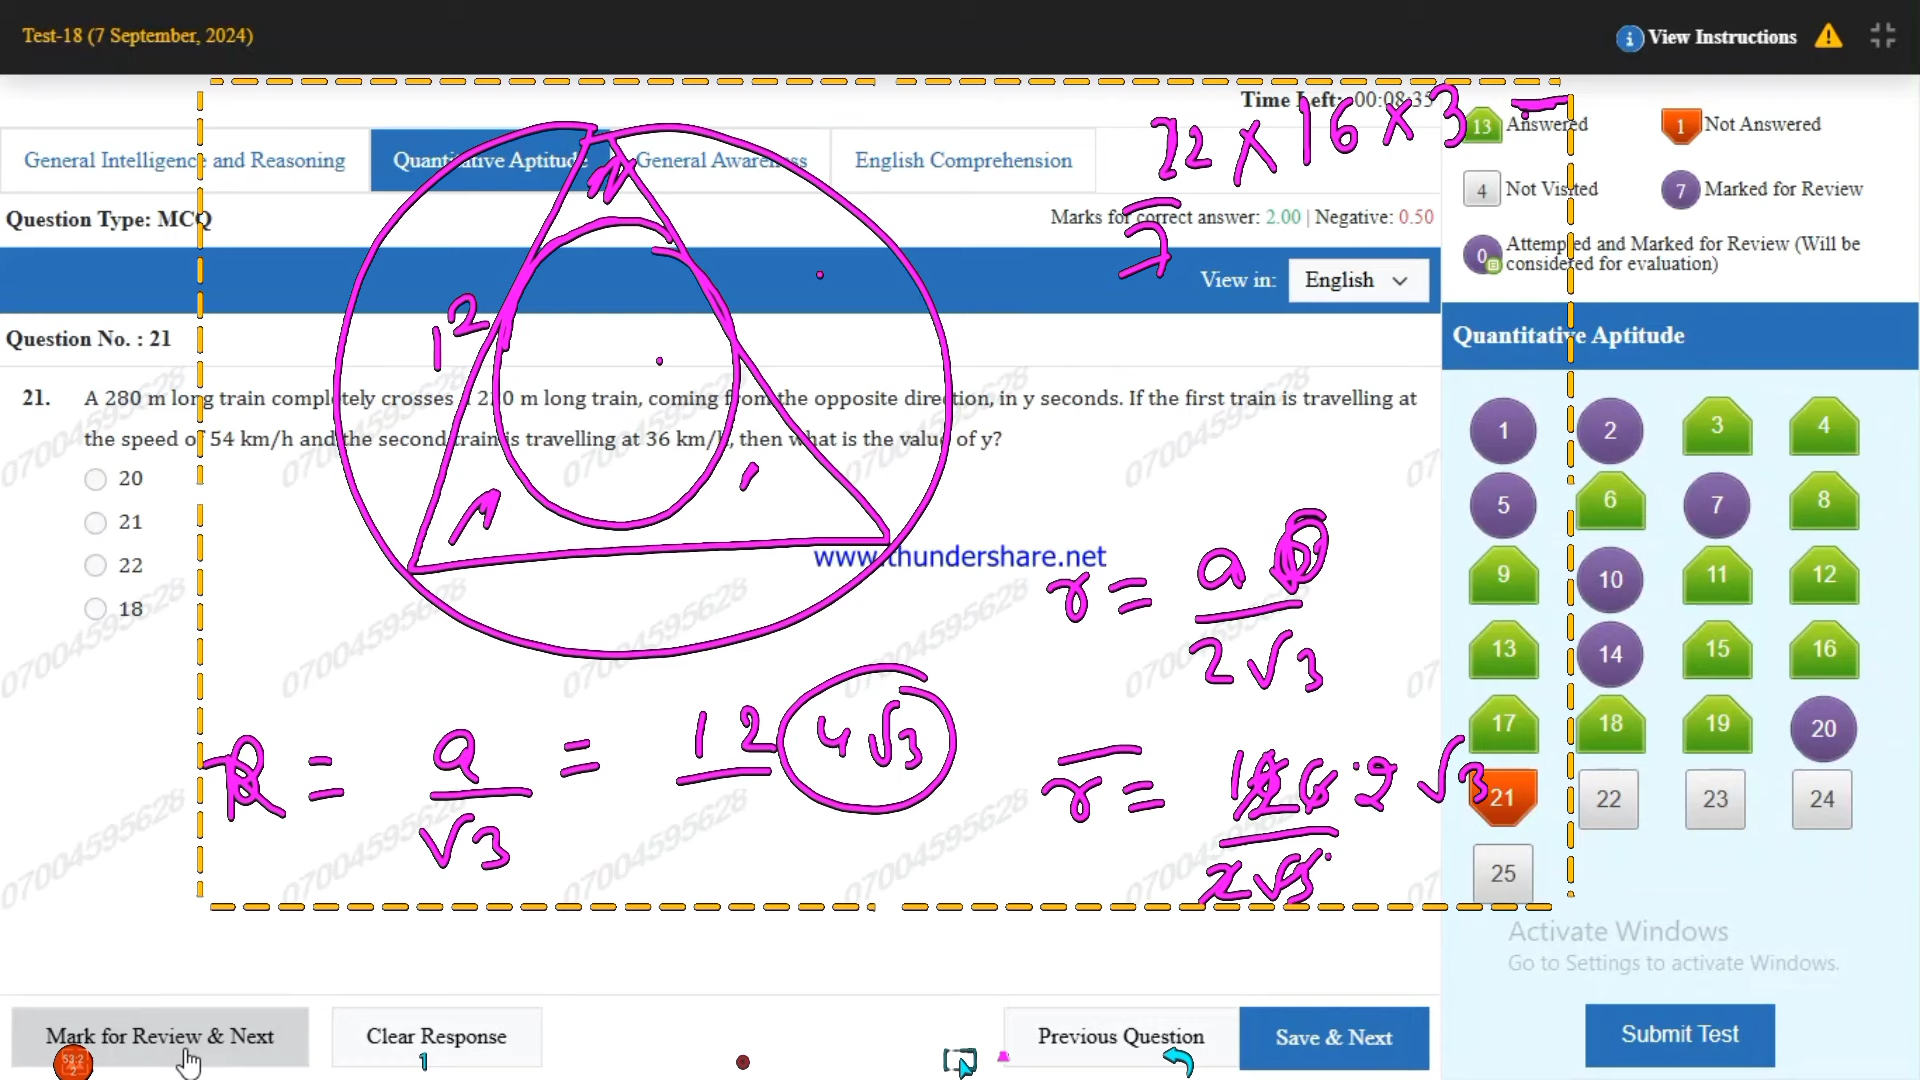 Test-18 (7 September, 2024)
View Instructions
Time Left: 00:08:35
General Intelligence and Reasoning
Quantitative Aptitude
General Awareness
English Comprehension
Question Type: MCQ
Marks for correct answer: 2.00 | Negative: 0.50
View in: English
Question No. : 21
21. A 280 m long train completely crosses a 220 m long train, coming from the opposite direction, in y seconds. If the first train is travelling at
the speed of 54 km/h and the second train is travelling at 36 km/h, then what is the value of y?
20
21
22
18
www.thundershare.net
22 × 16 × 3
7
12
r = a
2√3
R = a = 12 4√3
√3
r = 12 6 2 √3
2√3
13 Answered
1 Not Answered
4 Not Visited
7 Marked for Review
0 Attempted and Marked for Review (Will be
considered for evaluation)
Quantitative Aptitude
1 2 3 4
5 6 7 8
9 10 11 12
13 14 15 16
17 18 19 20
21 22 23 24
25
Activate Windows
Go to Settings to activate Windows.
Mark for Review & Next
Clear Response
Previous Question
Save & Next
Submit Test
07004595628